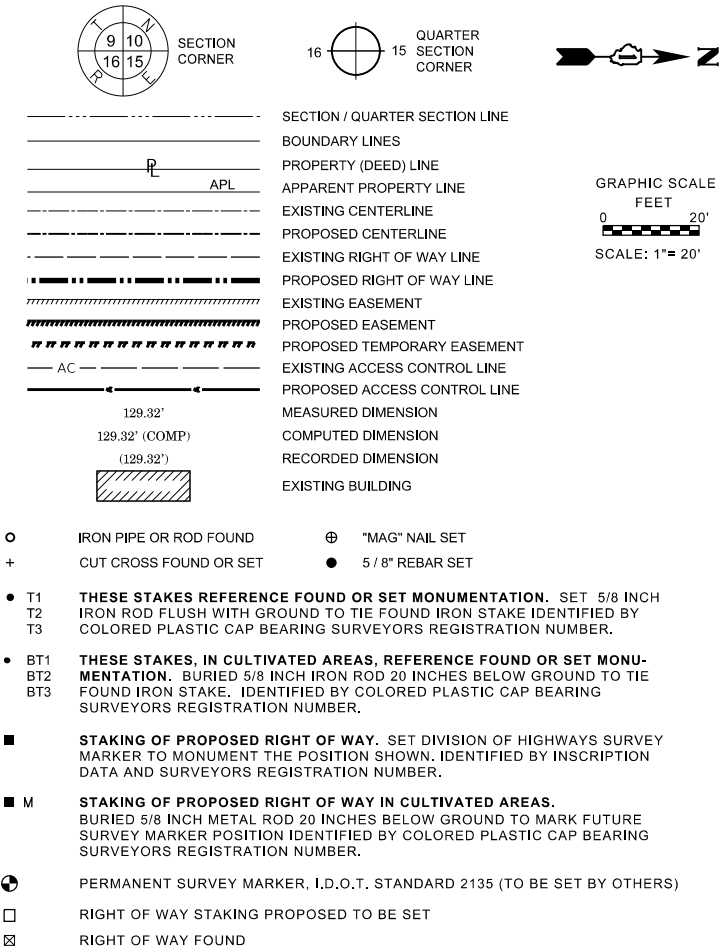 T N
9 10
16 15
R E
SECTION
CORNER
16 15
QUARTER
SECTION
CORNER
N
SECTION / QUARTER SECTION LINE
BOUNDARY LINES
PL PROPERTY (DEED) LINE
APL APPARENT PROPERTY LINE
EXISTING CENTERLINE
PROPOSED CENTERLINE
EXISTING RIGHT OF WAY LINE
PROPOSED RIGHT OF WAY LINE
EXISTING EASEMENT
PROPOSED EASEMENT
PROPOSED TEMPORARY EASEMENT
AC EXISTING ACCESS CONTROL LINE
PROPOSED ACCESS CONTROL LINE
129.32' MEASURED DIMENSION
129.32' (COMP) COMPUTED DIMENSION
(129.32') RECORDED DIMENSION
EXISTING BUILDING
GRAPHIC SCALE
FEET
0 20'
SCALE: 1"= 20'
IRON PIPE OR ROD FOUND "MAG" NAIL SET
CUT CROSS FOUND OR SET 5 / 8" REBAR SET
T1 THESE STAKES REFERENCE FOUND OR SET MONUMENTATION. SET 5/8 INCH
T2 IRON ROD FLUSH WITH GROUND TO TIE FOUND IRON STAKE IDENTIFIED BY
T3 COLORED PLASTIC CAP BEARING SURVEYORS REGISTRATION NUMBER.
BT1 THESE STAKES, IN CULTIVATED AREAS, REFERENCE FOUND OR SET MONU-
BT2 MENTATION. BURIED 5/8 INCH IRON ROD 20 INCHES BELOW GROUND TO TIE
BT3 FOUND IRON STAKE. IDENTIFIED BY COLORED PLASTIC CAP BEARING
SURVEYORS REGISTRATION NUMBER.
STAKING OF PROPOSED RIGHT OF WAY. SET DIVISION OF HIGHWAYS SURVEY
MARKER TO MONUMENT THE POSITION SHOWN. IDENTIFIED BY INSCRIPTION
DATA AND SURVEYORS REGISTRATION NUMBER.
M STAKING OF PROPOSED RIGHT OF WAY IN CULTIVATED AREAS.
BURIED 5/8 INCH METAL ROD 20 INCHES BELOW GROUND TO MARK FUTURE
SURVEY MARKER POSITION IDENTIFIED BY COLORED PLASTIC CAP BEARING
SURVEYORS REGISTRATION NUMBER.
PERMANENT SURVEY MARKER, I.D.O.T. STANDARD 2135 (TO BE SET BY OTHERS)
RIGHT OF WAY STAKING PROPOSED TO BE SET
RIGHT OF WAY FOUND